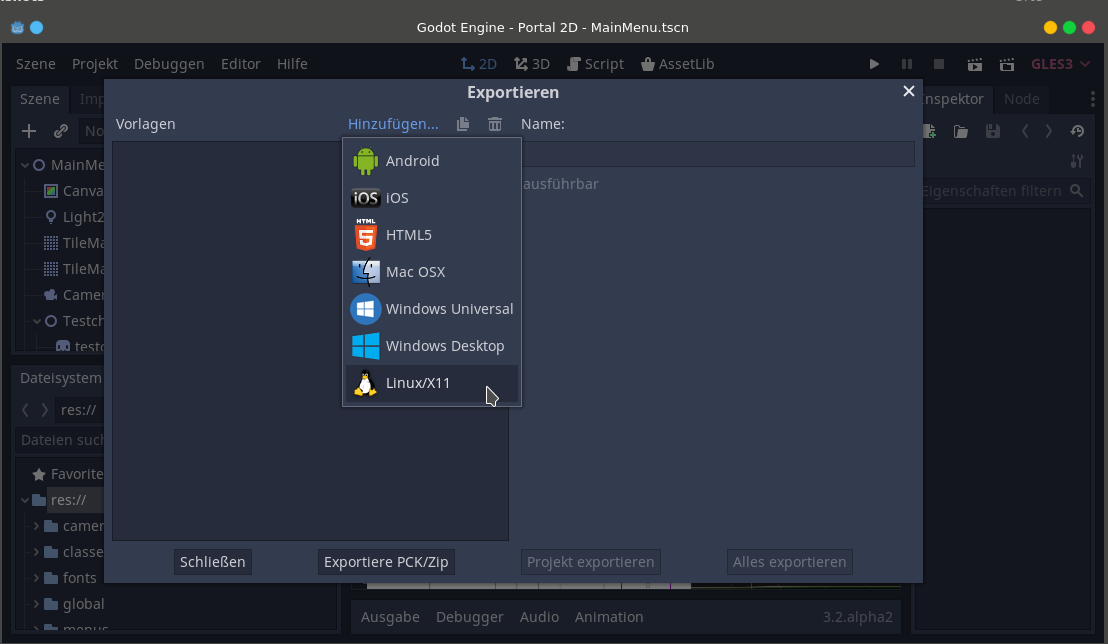 Godot Engine - Portal 2D - MainMenu.tscn
Szene Projekt Debuggen Editor Hilfe 2D 3D Script AssetLib GLES3
Exportieren
Szene Imp Inspektor Node
Vorlagen Hinzufügen... Name:
No
Android
MainMe
iOS
ausführbar
Canva
Eigenschaften filtern
Light2
HTML
5
HTML5
TileMa
Mac OSX
TileMa
Camer
Windows Universal
Testch
Windows Desktop
testc
Dateisystem
Linux/X11
res://
Dateien such
Favorite
res://
camer
classe
Schließen Exportiere PCK/Zip Projekt exportieren Alles exportieren
fonts
global
Ausgabe Debugger Audio Animation 3.2.alpha2
menus